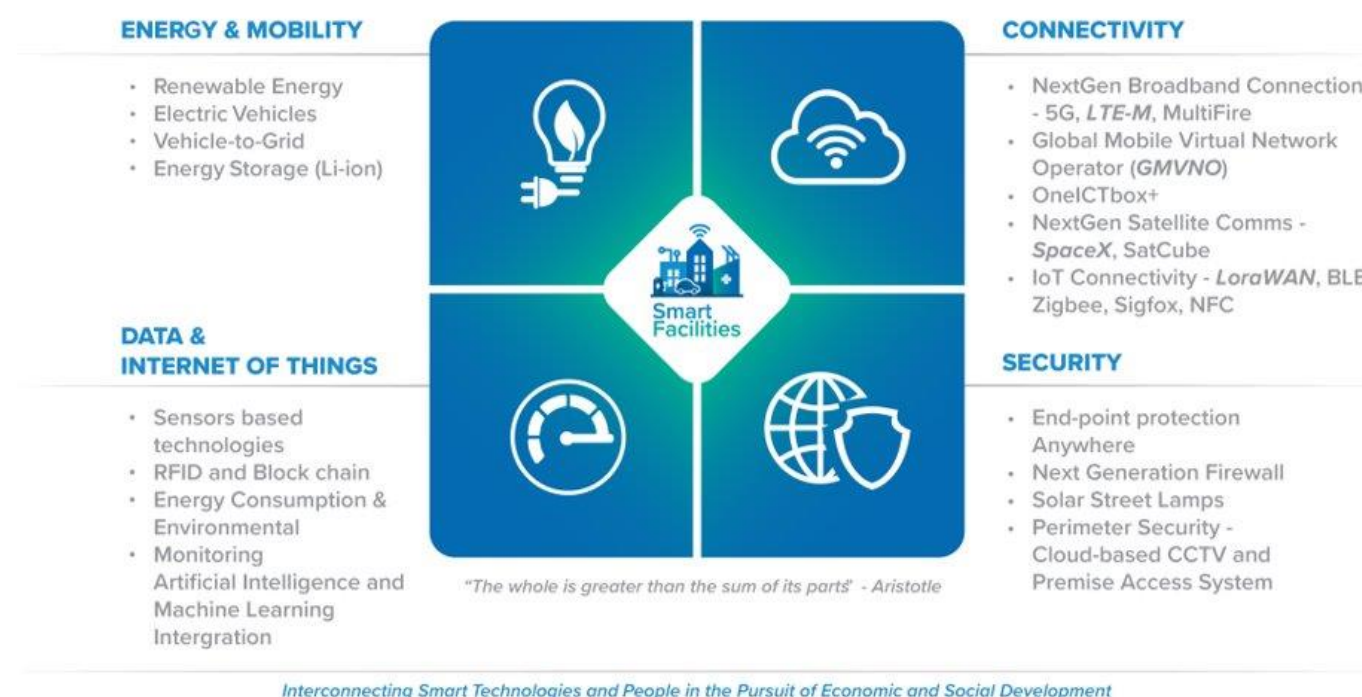 ENERGY & MOBILITY
• Renewable Energy
• Electric Vehicles
• Vehicle-to-Grid
• Energy Storage (Li-ion)
DATA &
INTERNET OF THINGS
• Sensors based
technologies
• RFID and Block chain
• Energy Consumption &
Environmental
• Monitoring
Artificial Intelligence and
Machine Learning
Intergration
Smart
Facilities
"The whole is greater than the sum of its parts" - Aristotle
CONNECTIVITY
• NextGen Broadband Connection
- 5G, LTE-M, MultiFire
• Global Mobile Virtual Network
Operator (GMVNO)
• OneICTbox+
• NextGen Satellite Comms -
SpaceX, SatCube
• IoT Connectivity - LoraWAN, BLE
Zigbee, Sigfox, NFC
SECURITY
• End-point protection
Anywhere
• Next Generation Firewall
• Solar Street Lamps
• Perimeter Security -
Cloud-based CCTV and
Premise Access System
Interconnecting Smart Technologies and People in the Pursuit of Economic and Social Development